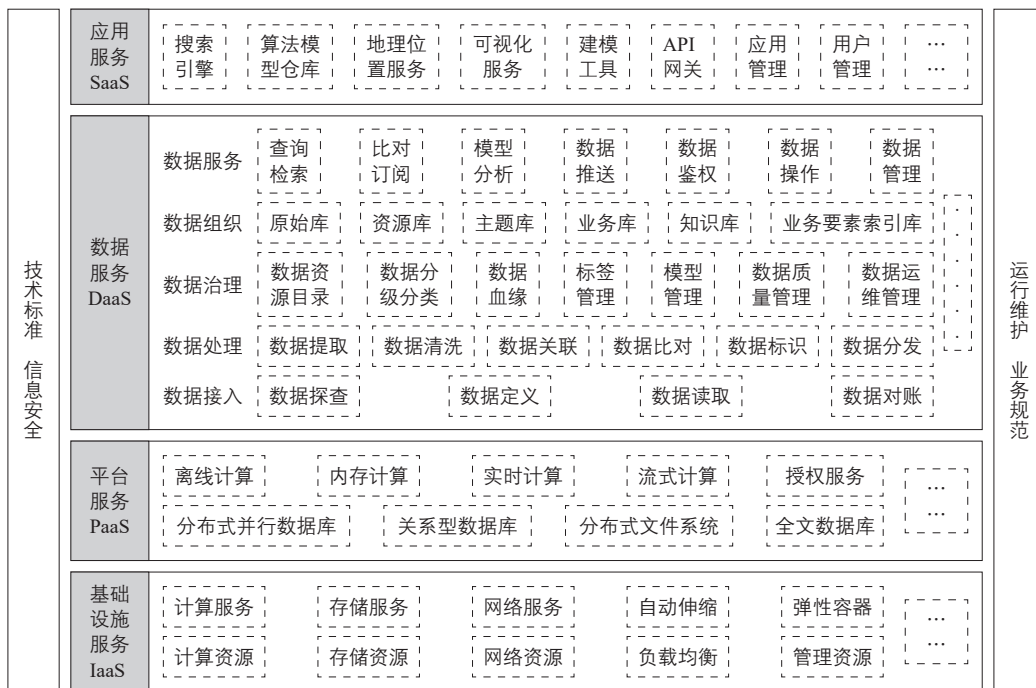 技术标准 信息安全
应用
服务
SaaS
搜索
引擎
算法模
型仓库
地理位
置服务
可视化
服务
建模
工具
API
网关
应用
管理
用户
管理
…
…
数据
服务
DaaS
数据服务
查询
检索
比对
订阅
模型
分析
数据
推送
数据
鉴权
数据
操作
数据
管理
数据组织
原始库
资源库
主题库
业务库
知识库
业务要素索引库
数据治理
数据资
源目录
数据分
级分类
数据
血缘
标签
管理
模型
管理
数据质
量管理
数据运
维管理
数据处理
数据提取
数据清洗
数据关联
数据比对
数据标识
数据分发
数据接入
数据探查
数据定义
数据读取
数据对账
······
平台
服务
PaaS
离线计算
内存计算
实时计算
流式计算
授权服务
分布式并行数据库
关系型数据库
分布式文件系统
全文数据库
…
…
基础
设施
服务
IaaS
计算服务
存储服务
网络服务
自动伸缩
弹性容器
计算资源
存储资源
网络资源
负载均衡
管理资源
…
…
运行维护 业务规范